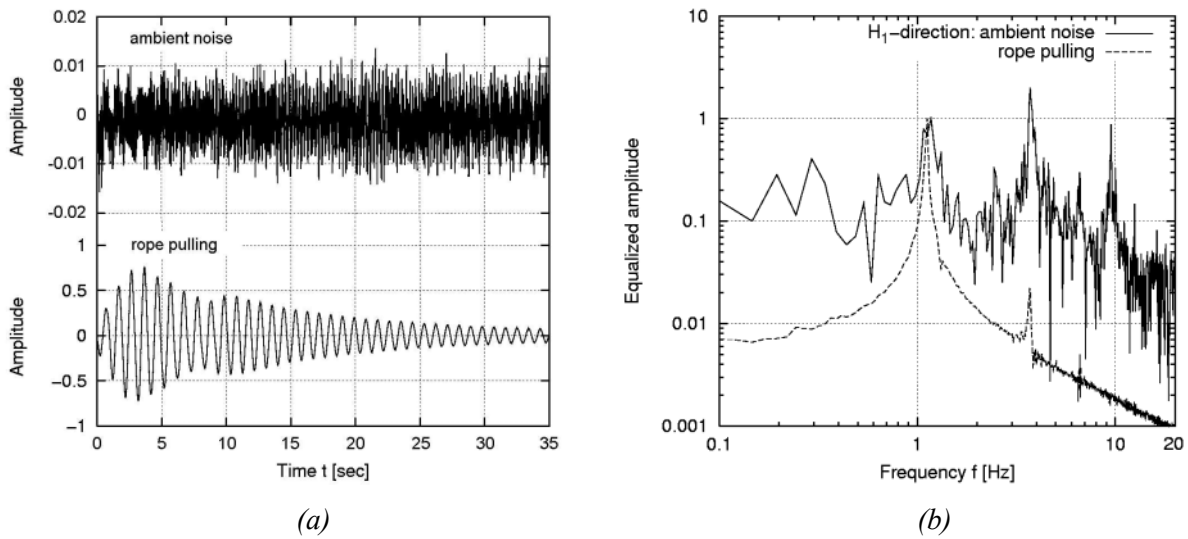 0.02
ambient noise
0.01
0
-0.01
-0.02
Amplitude
1
rope pulling
0.5
0
−0.5
−1
Amplitude
0 5 10 15 20 25 30 35
Time t [sec]
(a)
10
H1−direction: ambient noise
rope pulling
1
0.1
0.01
0.001
Equalized amplitude
0.1 1 10 20
Frequency f [Hz]
(b)